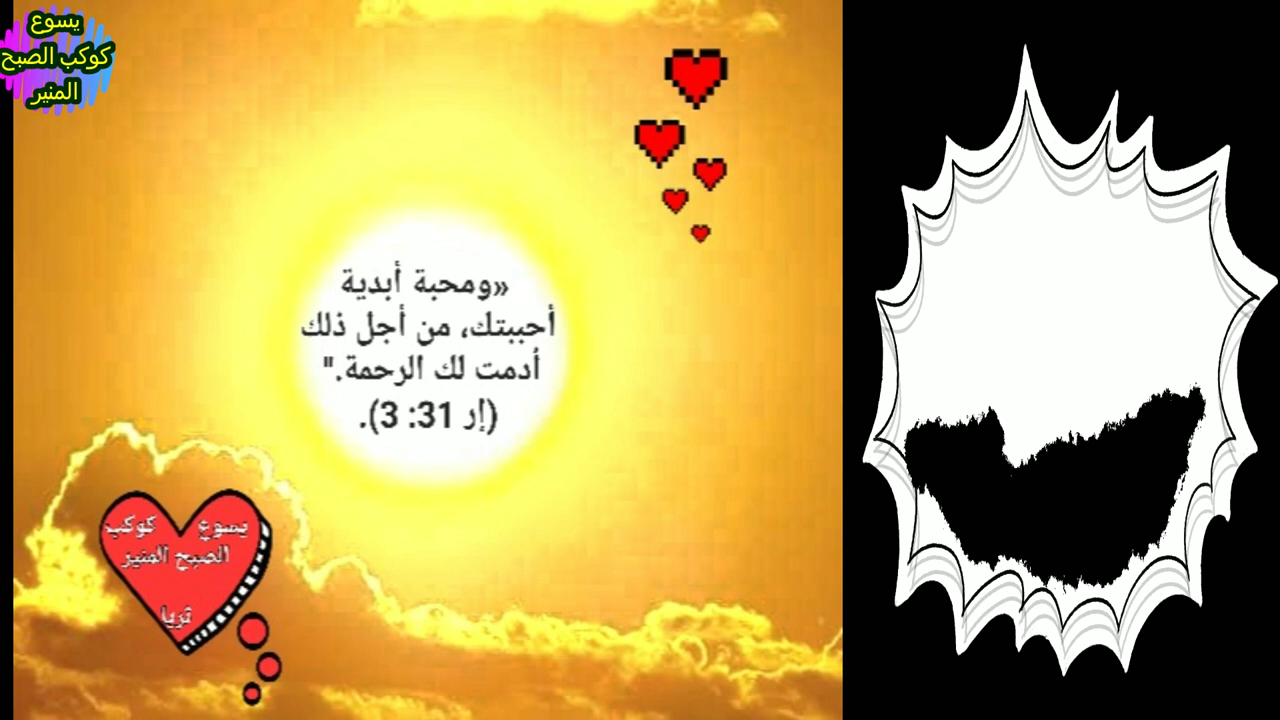 يسوع
كوكب الصبح
المنير
«ومحبة أبدية
أحببتك، من أجل ذلك
أدمت لك الرحمة."
(إر 31: 3).
يسوع كوكب
الصبح المنير
ثريا